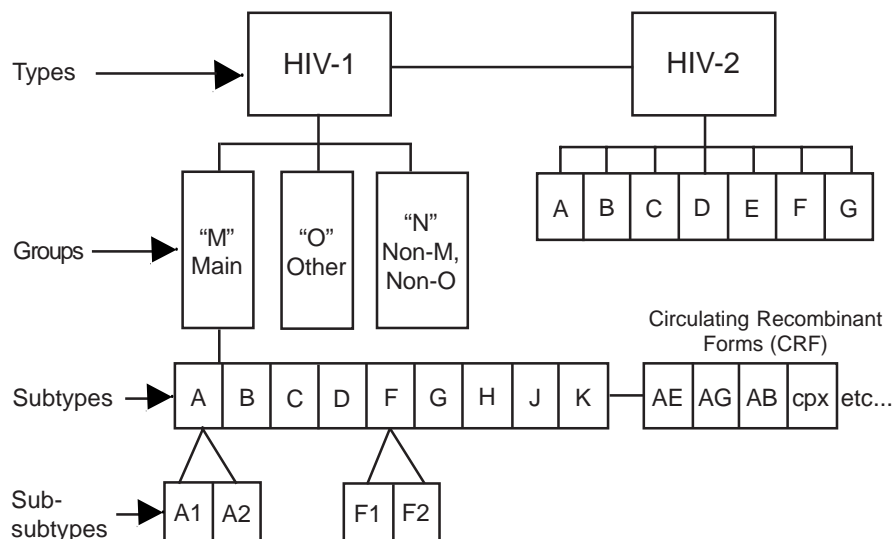 Types
HIV-1
HIV-2
A B C D E F G
Groups
“M”
Main
“O”
Other
“N”
Non-M,
Non-O
Circulating Recombinant
Forms (CRF)
Subtypes
A B C D F G H J K
AE AG AB cpx etc...
Sub-
subtypes
A1 A2
F1 F2